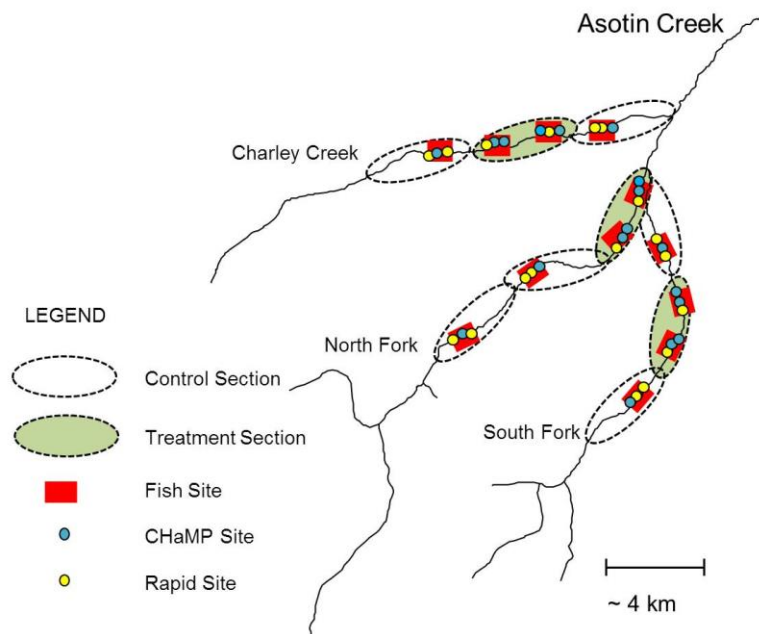 Asotin Creek
Charley Creek
North Fork
South Fork
LEGEND
Control Section
Treatment Section
Fish Site
CHaMP Site
Rapid Site
~ 4 km